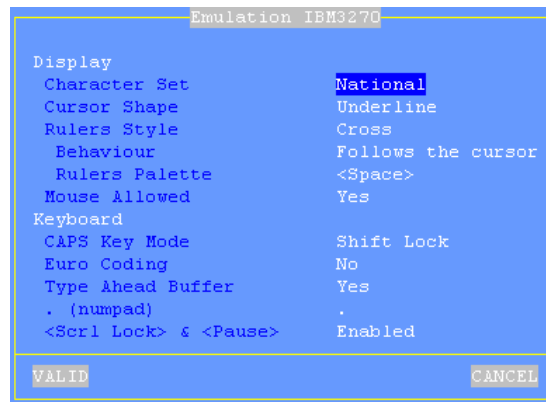 Emulation IBM3270
Display
Character Set National
Cursor Shape Underline
Rulers Style Cross
Behaviour Follows the cursor
Rulers Palette <Space>
Mouse Allowed Yes
Keyboard
CAPS Key Mode Shift Lock
Euro Coding No
Type Ahead Buffer Yes
. (numpad) .
<Scrl Lock> & <Pause> Enabled
VALID CANCEL